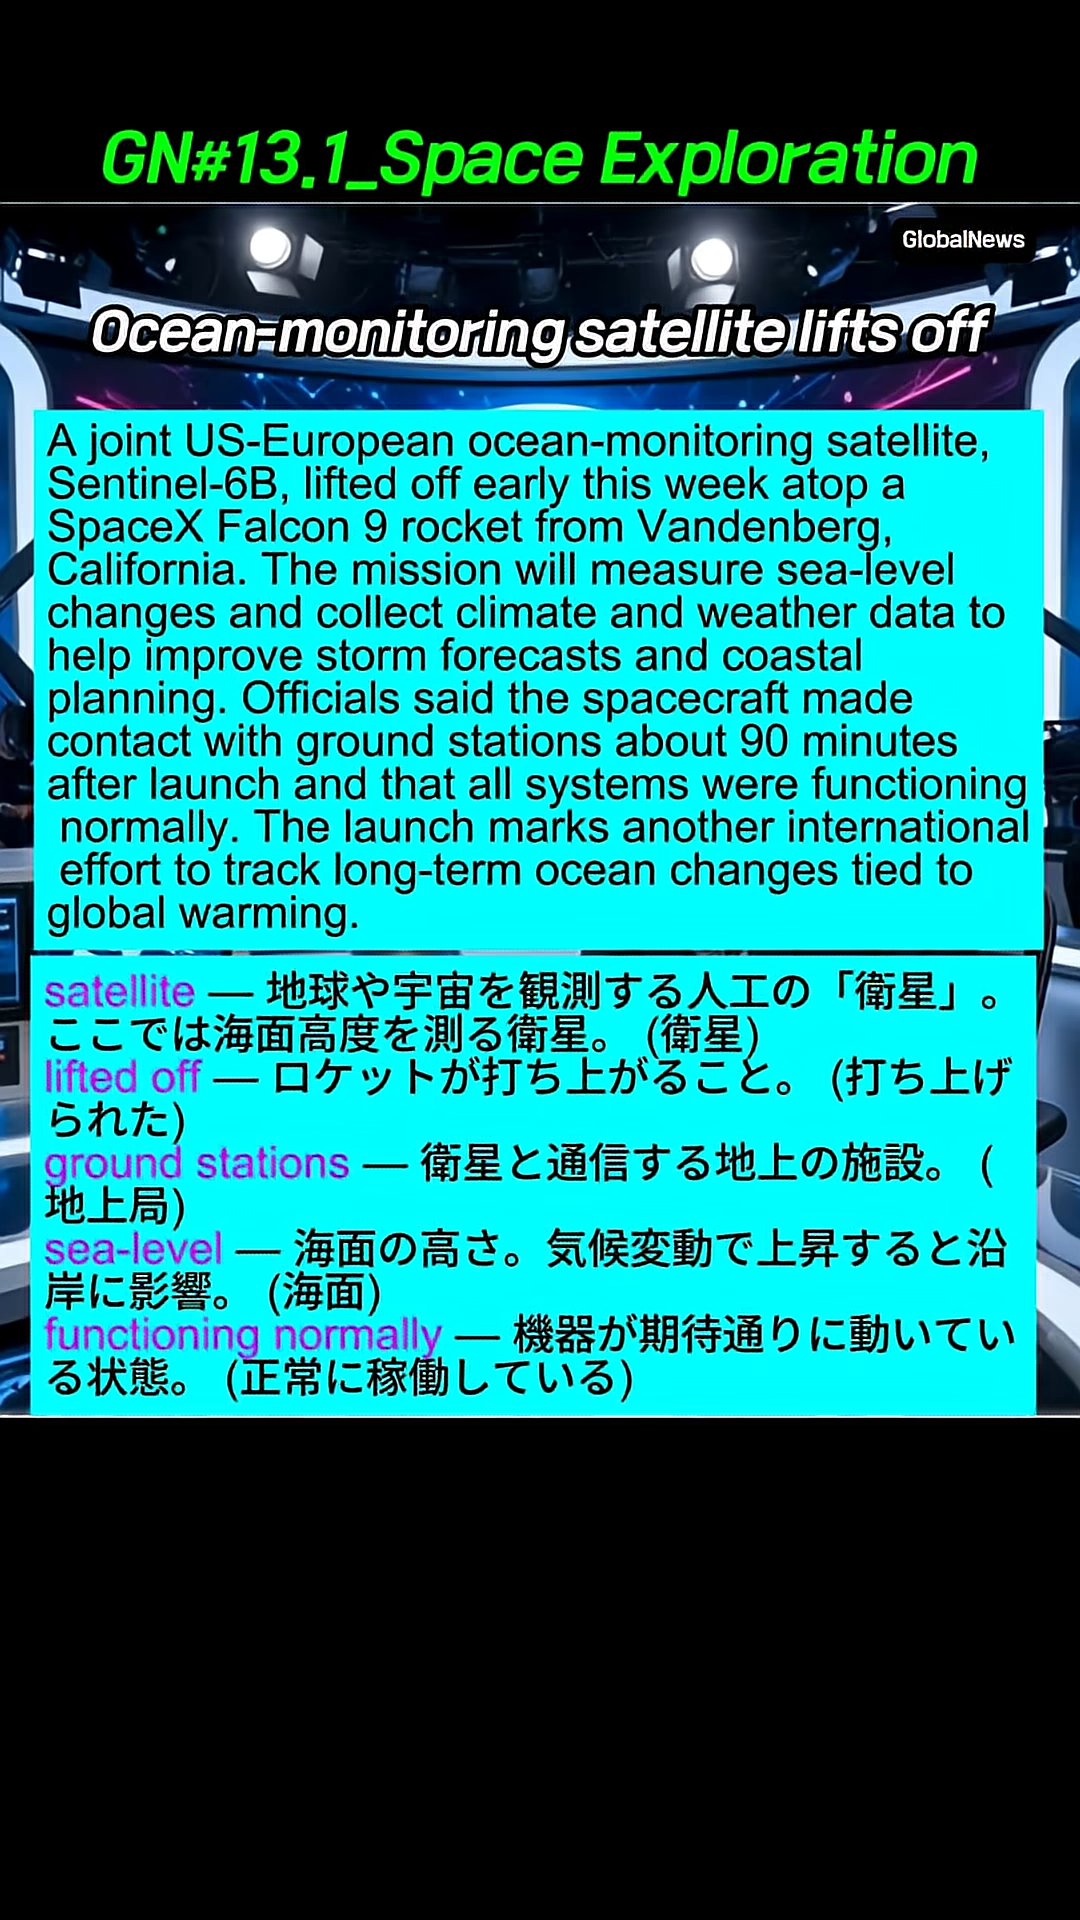 GN#13.1_Space Exploration
GlobalNews
Ocean-monitoring satellite lifts off
A joint US-European ocean-monitoring satellite,
Sentinel-6B, lifted off early this week atop a
SpaceX Falcon 9 rocket from Vandenberg,
California. The mission will measure sea-level
changes and collect climate and weather data to
help improve storm forecasts and coastal
planning. Officials said the spacecraft made
contact with ground stations about 90 minutes
after launch and that all systems were functioning
normally. The launch marks another international
effort to track long-term ocean changes tied to
global warming.
satellite — 地球や宇宙を観測する人工の「衛星」。
ここでは海面高度を測る衛星。 (衛星)
lifted off — ロケットが打ち上がること。 (打ち上げ
られた)
ground stations — 衛星と通信する地上の施設。 (
地上局)
sea-level — 海面の高さ。気候変動で上昇すると沿
岸に影響。 (海面)
functioning normally — 機器が期待通りに動いてい
る状態。 (正常に稼働している)